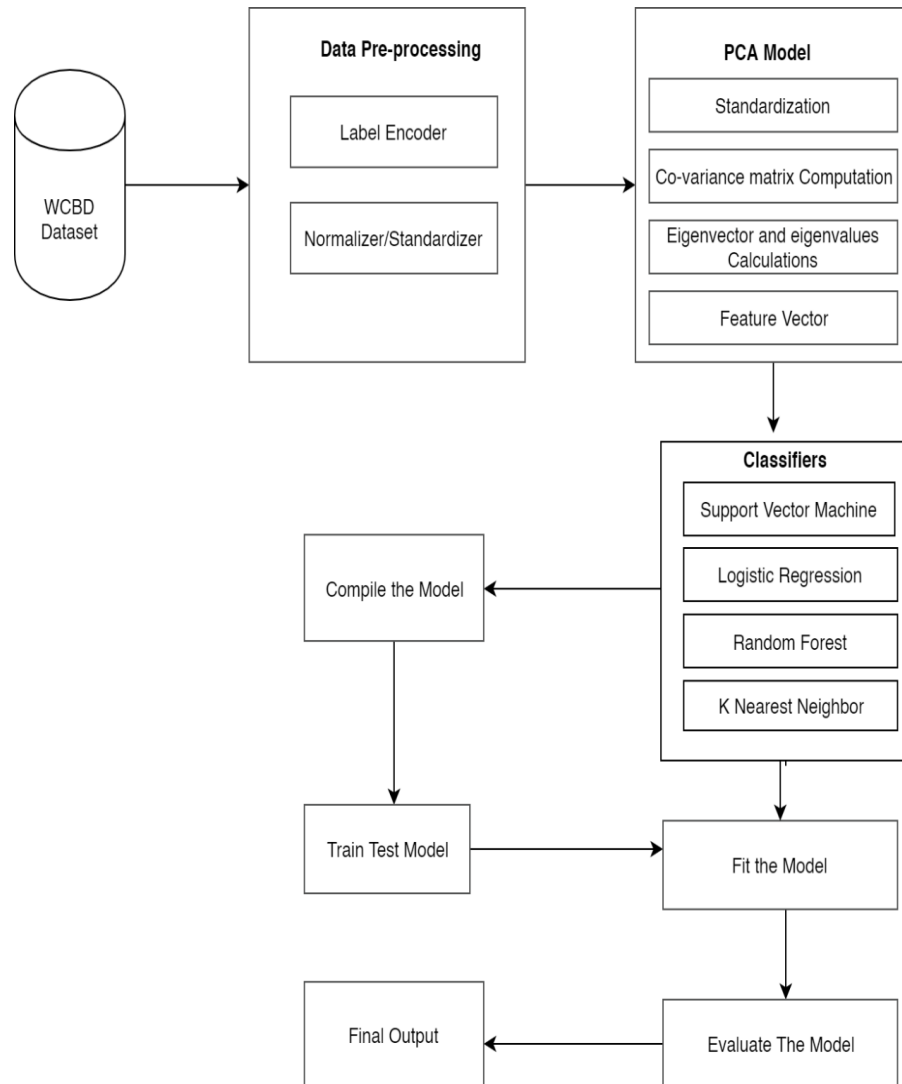 WCBD
Dataset
Data Pre-processing
Label Encoder
Normalizer/Standardizer
PCA Model
Standardization
Co-variance matrix Computation
Eigenvector and eigenvalues
Calculations
Feature Vector
Classifiers
Support Vector Machine
Logistic Regression
Random Forest
K Nearest Neighbor
Compile the Model
Train Test Model
Fit the Model
Evaluate The Model
Final Output